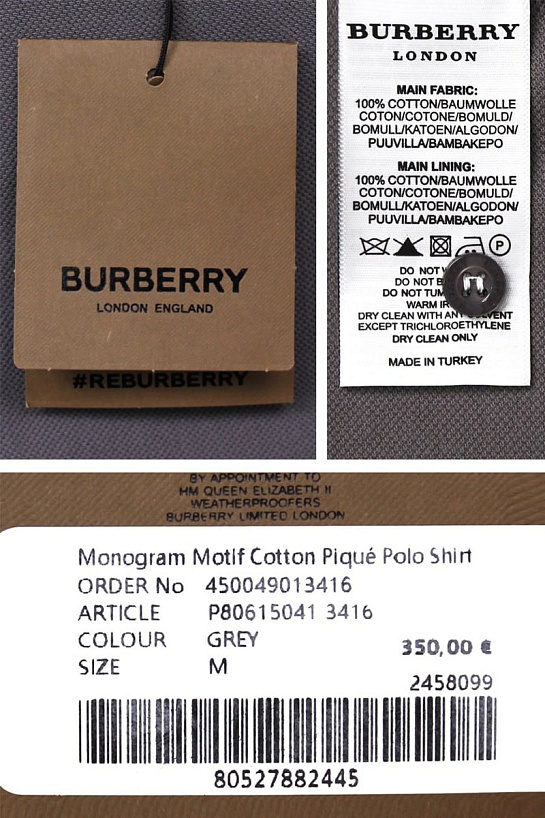 BURBERRY
LONDON ENGLAND
#REBURBERRY
BURBERRY
LONDON
MAIN FABRIC:
100% COTTON/BAUMWOLLE
COTON/COTONE/BOMULD/
BOMULL/KATOEN/ALGODON/
PUUVILLA/BAMBAKEPO
MAIN LINING:
100% COTTON/BAUMWOLLE
COTON/COTONE/BOMULD/
BOMULL/KATOEN/ALGODON/
PUUVILLA/BAMBAKEPO
P
DO NOT
DO NOT
DO NOT
WARM
DRY CLEAN WITH ANY
EXCEPT TRICHLOROETHYLENE
DRY CLEAN ONLY
MADE IN TURKEY
BY APPOINTMENT TO
HM QUEEN ELIZABETH II
WEATHERPROOFERS
BURBERRY LIMITED LONDON
Monogram Motif Cotton Piqué Polo Shirt
ORDER No 450049013416
ARTICLE P80615041 3416
COLOUR GREY
350,00 €
SIZE M
2458099
80527882445